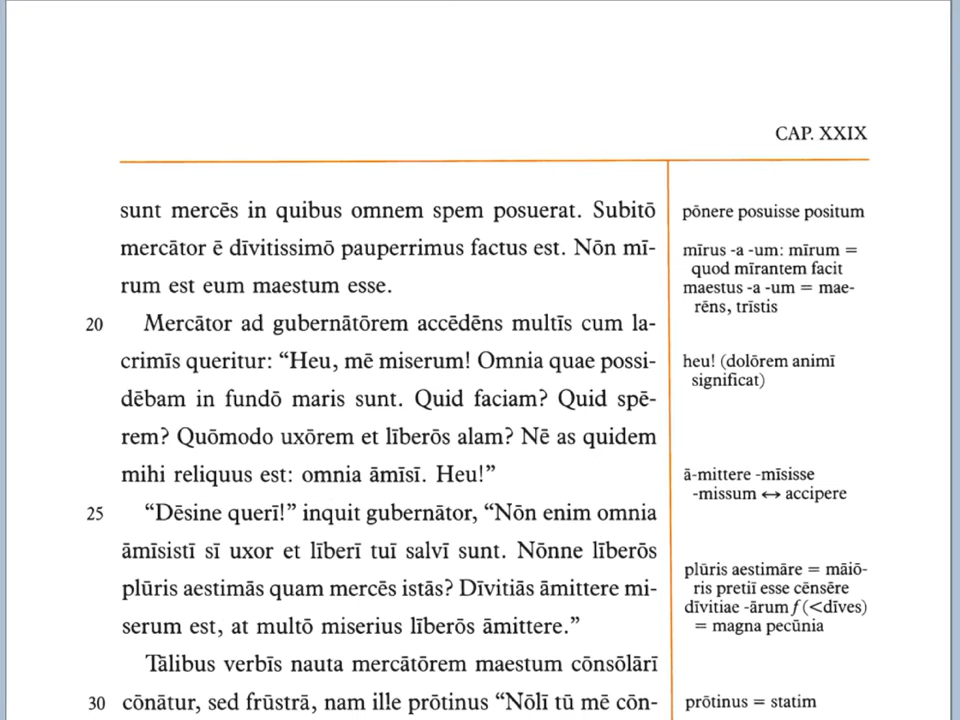 CAP. XXIX
sunt mercēs in quibus omnem spem posuerat. Subitō
mercātor ē dīvitissimō pauperrimus factus est. Nōn mī-
rum est eum maestum esse.
20 Mercātor ad gubernātōrem accēdēns multīs cum la-
crimīs queritur: “Heu, mē miserum! Omnia quae possi-
dēbam in fundō maris sunt. Quid faciam? Quid spē-
rem? Quōmodo uxōrem et līberōs alam? Nē as quidem
mihi reliquus est: omnia āmīsī. Heu!”
25 “Dēsine querī!” inquit gubernātor, “Nōn enim omnia
āmīsistī sī uxor et līberī tuī salvī sunt. Nōnne līberōs
plūris aestimās quam mercēs istās? Dīvitiās āmittere mi-
serum est, at multō miserius līberōs āmittere.”
Tālibus verbīs nauta mercātōrem maestum cōnsōlārī
30 cōnātur, sed frūstrā, nam ille prōtinus “Nōlī tū mē cōn-
pōnere posuisse positum
mīrus -a -um: mīrum =
quod mīrantem facit
maestus -a -um = mae-
rēns, trīstis
heu! (dolōrem animī
significat)
ā-mittere -mīsisse
-missum ↔ accipere
plūris aestimāre = māiō-
ris pretiī esse cēnsēre
dīvitiae -ārum f (<dīves)
= magna pecūnia
prōtinus = statim